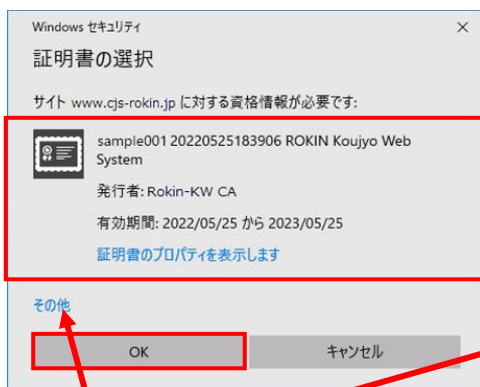 Windows セキュリティ
証明書の選択
サイト www.cjs-rokin.jp に対する資格情報が必要です:
sample001 20220525183906 ROKIN Koujyo Web
System
発行者: Rokin-KW CA
有効期間: 2022/05/25 から 2023/05/25
証明書のプロパティを表示します
その他
OK
キャンセル